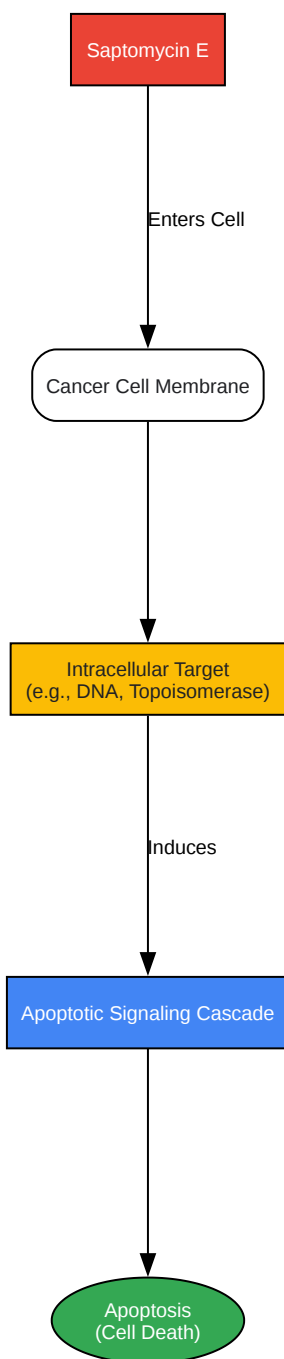 Saptomycin E
Enters Cell
Cancer Cell Membrane
Intracellular Target
(e.g., DNA, Topoisomerase)
Induces
Apoptotic Signaling Cascade
Apoptosis
(Cell Death)